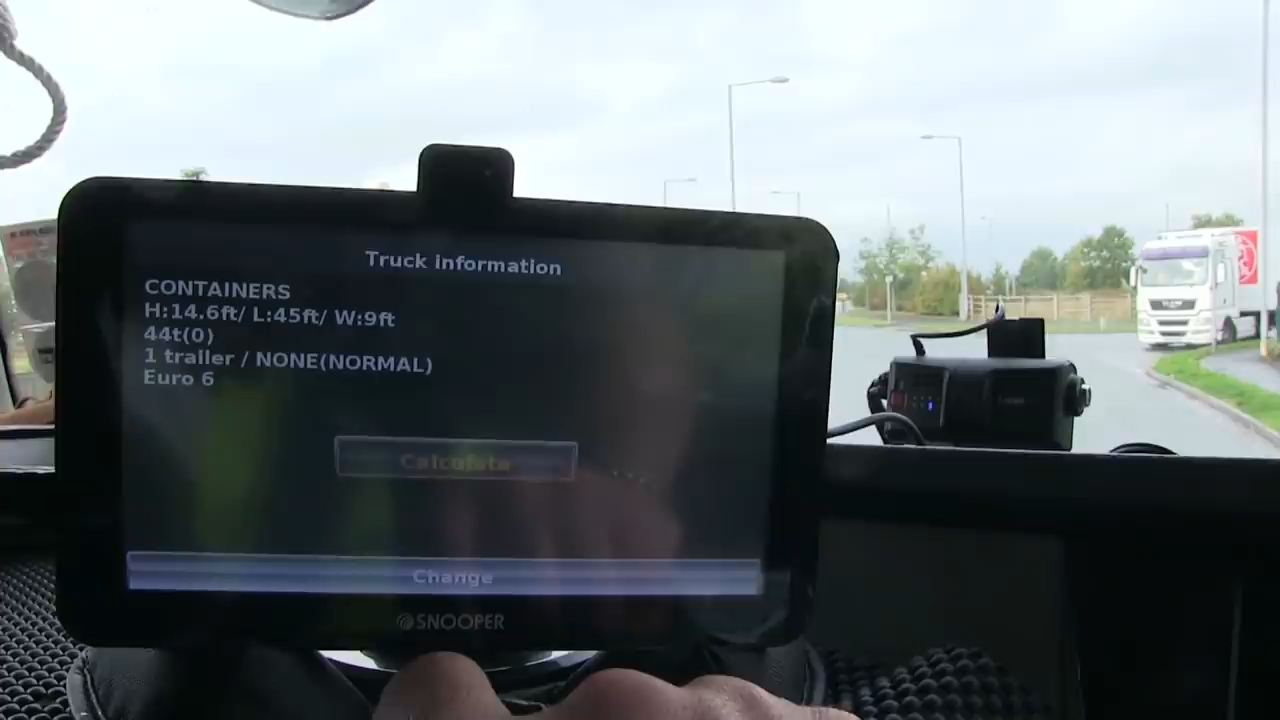 Truck information
CONTAINERS
H:14.6ft/ L:45ft/ W:9ft
44t(0)
1 trailer / NONE(NORMAL)
Euro 6
Calculate
Change
SNOOPER